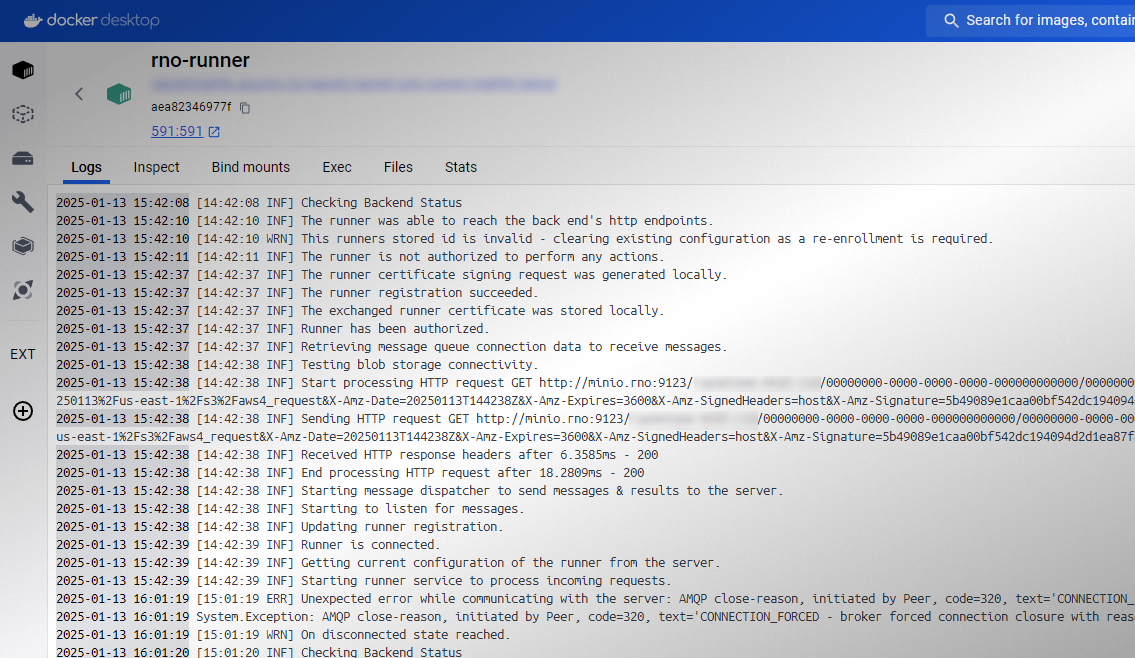 docker desktop
Search for images, contain
rno-runner
aea82346977f
591:591
Logs Inspect Bind mounts Exec Files Stats
EXT
2025-01-13 15:42:08 [14:42:08 INF] Checking Backend Status
2025-01-13 15:42:10 [14:42:10 INF] The runner was able to reach the back end's http endpoints.
2025-01-13 15:42:10 [14:42:10 WRN] This runners stored id is invalid - clearing existing configuration as a re-enrollment is required.
2025-01-13 15:42:11 [14:42:11 INF] The runner is not authorized to perform any actions.
2025-01-13 15:42:37 [14:42:37 INF] The runner certificate signing request was generated locally.
2025-01-13 15:42:37 [14:42:37 INF] The runner registration succeeded.
2025-01-13 15:42:37 [14:42:37 INF] The exchanged runner certificate was stored locally.
2025-01-13 15:42:37 [14:42:37 INF] Runner has been authorized.
2025-01-13 15:42:37 [14:42:37 INF] Retrieving message queue connection data to receive messages.
2025-01-13 15:42:38 [14:42:38 INF] Testing blob storage connectivity.
2025-01-13 15:42:38 [14:42:38 INF] Start processing HTTP request GET http://minio.rno:9123/ /00000000-0000-0000-0000-000000000000/0000000
250113%2Fus-east-1%2Fs3%2Faws4_request&X-Amz-Date=20250113T144238Z&X-Amz-Expires=3600&X-Amz-SignedHeaders=host&X-Amz-Signature=5b49089e1caa00bf542dc194094
2025-01-13 15:42:38 [14:42:38 INF] Sending HTTP request GET http://minio.rno:9123/ /00000000-0000-0000-0000-000000000000/00000000-0000-00
us-east-1%2Fs3%2Faws4_request&X-Amz-Date=20250113T144238Z&X-Amz-Expires=3600&X-Amz-SignedHeaders=host&X-Amz-Signature=5b49089e1caa00bf542dc194094d2d1ea87f
2025-01-13 15:42:38 [14:42:38 INF] Received HTTP response headers after 6.3585ms - 200
2025-01-13 15:42:38 [14:42:38 INF] End processing HTTP request after 18.2809ms - 200
2025-01-13 15:42:38 [14:42:38 INF] Starting message dispatcher to send messages & results to the server.
2025-01-13 15:42:38 [14:42:38 INF] Starting to listen for messages.
2025-01-13 15:42:38 [14:42:38 INF] Updating runner registration.
2025-01-13 15:42:39 [14:42:39 INF] Runner is connected.
2025-01-13 15:42:39 [14:42:39 INF] Getting current configuration of the runner from the server.
2025-01-13 15:42:39 [14:42:39 INF] Starting runner service to process incoming requests.
2025-01-13 16:01:19 [15:01:19 ERR] Unexpected error while communicating with the server: AMQP close-reason, initiated by Peer, code=320, text='CONNECTION_
2025-01-13 16:01:19 System.Exception: AMQP close-reason, initiated by Peer, code=320, text='CONNECTION_FORCED - broker forced connection closure with reas
2025-01-13 16:01:19 [15:01:19 WRN] On disconnected state reached.
2025-01-13 16:01:20 [15:01:20 INF] Checking Backend Status